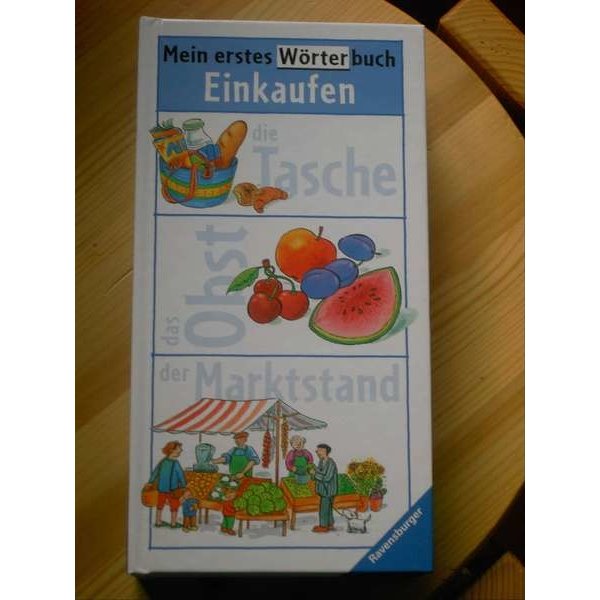 Mein erstes Wörterbuch
Einkaufen
die
Tasche
das
Obst
der Marktstand
Ravensburger